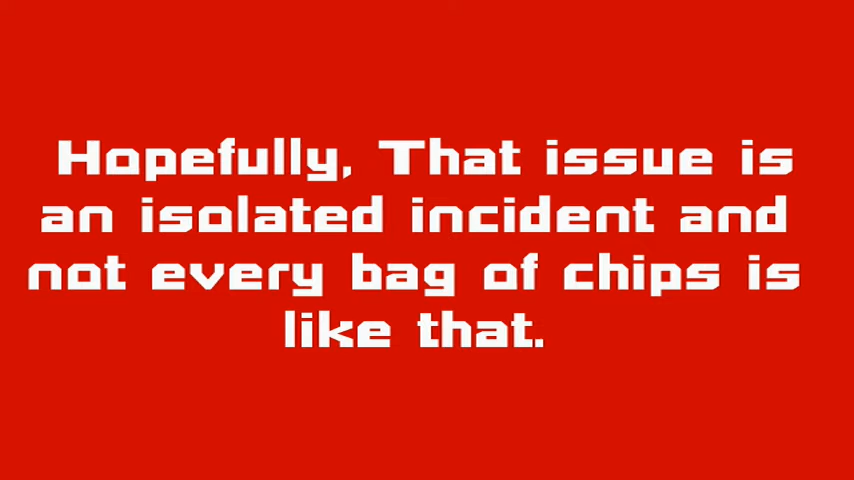 Hopefully, That issue is
an isolated incident and
not every bag of chips is
like that.